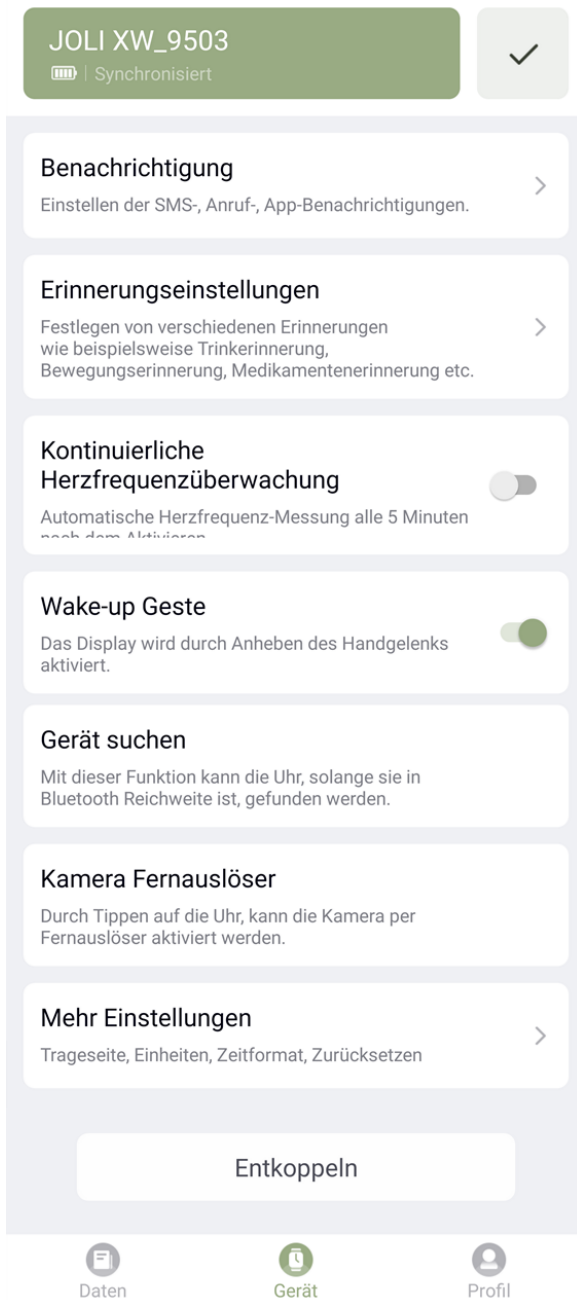 JOLI XW_9503
Synchronisiert
Benachrichtigung
Einstellen der SMS-, Anruf-, App-Benachrichtigungen.
Erinnerungseinstellungen
Festlegen von verschiedenen Erinnerungen
wie beispielsweise Trinkerinnerung,
Bewegungserinnerung, Medikamentenerinnerung etc.
Kontinuierliche
Herzfrequenzüberwachung
Automatische Herzfrequenz-Messung alle 5 Minuten
nach dem Aktivieren
Wake-up Geste
Das Display wird durch Anheben des Handgelenks
aktiviert.
Gerät suchen
Mit dieser Funktion kann die Uhr, solange sie in
Bluetooth Reichweite ist, gefunden werden.
Kamera Fernauslöser
Durch Tippen auf die Uhr, kann die Kamera per
Fernauslöser aktiviert werden.
Mehr Einstellungen
Trageseite, Einheiten, Zeitformat, Zurücksetzen
Entkoppeln
Daten
Gerät
Profil